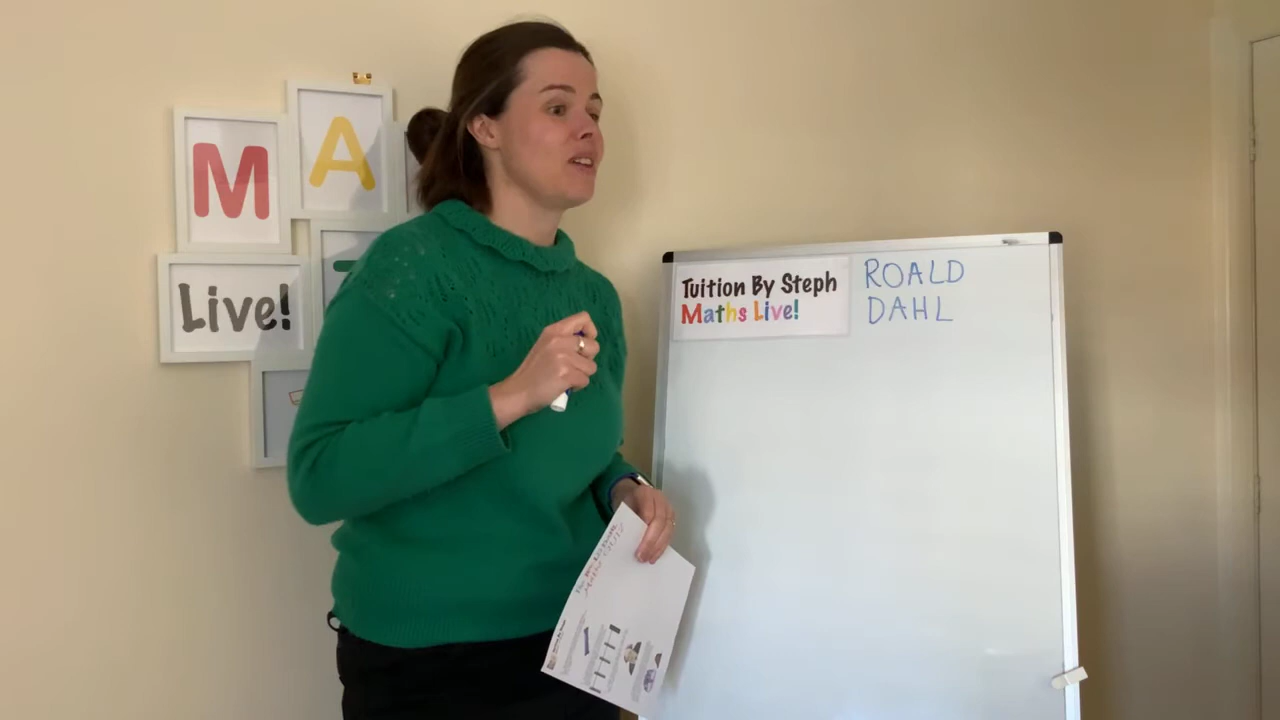 M
A
Live!
Tuition By Steph
Maths Live!
ROALD
DAHL